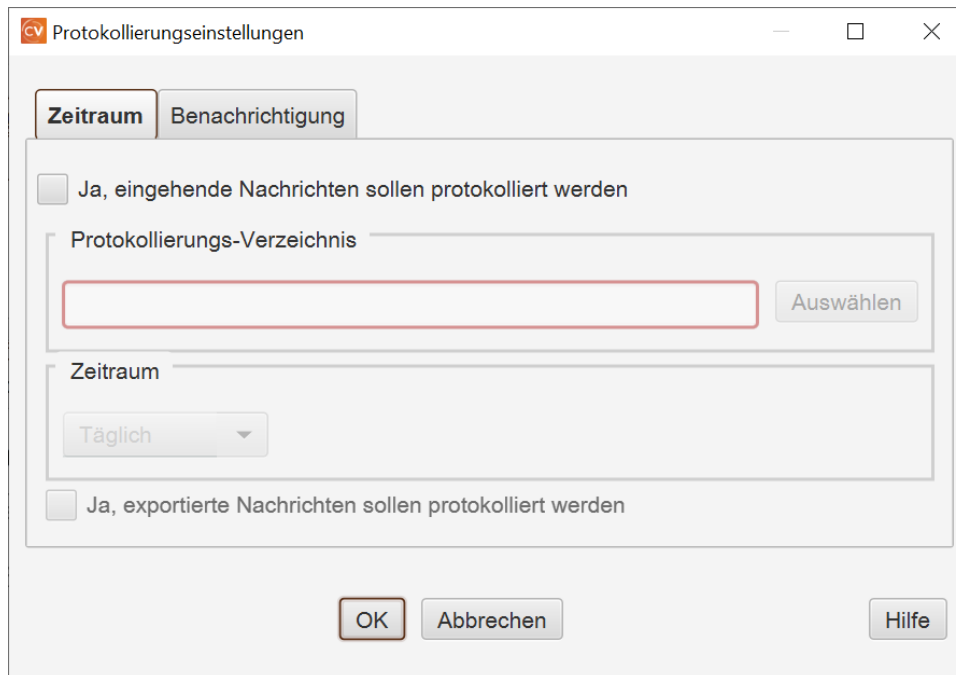 CV Protokollierungseinstellungen
Zeitraum Benachrichtigung
Ja, eingehende Nachrichten sollen protokolliert werden
Protokollierungs-Verzeichnis
Auswählen
Zeitraum
Täglich
Ja, exportierte Nachrichten sollen protokolliert werden
OK Abbrechen Hilfe